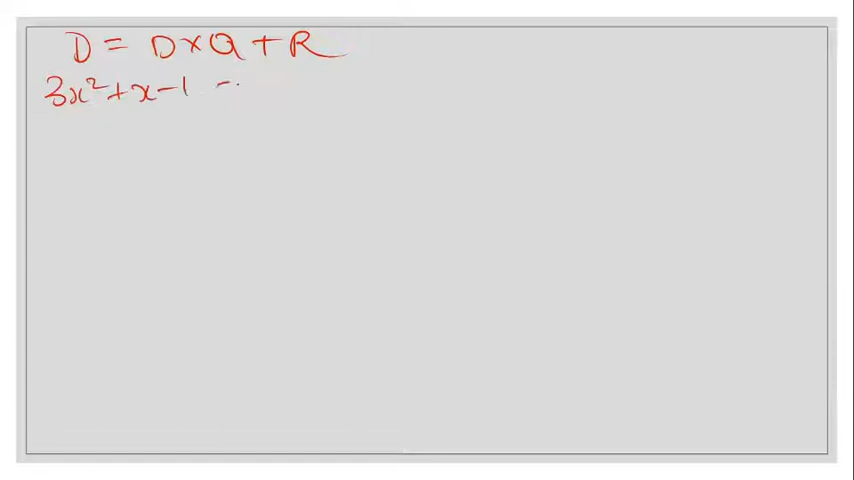 D = D×Q+R
3x²+x-1 =